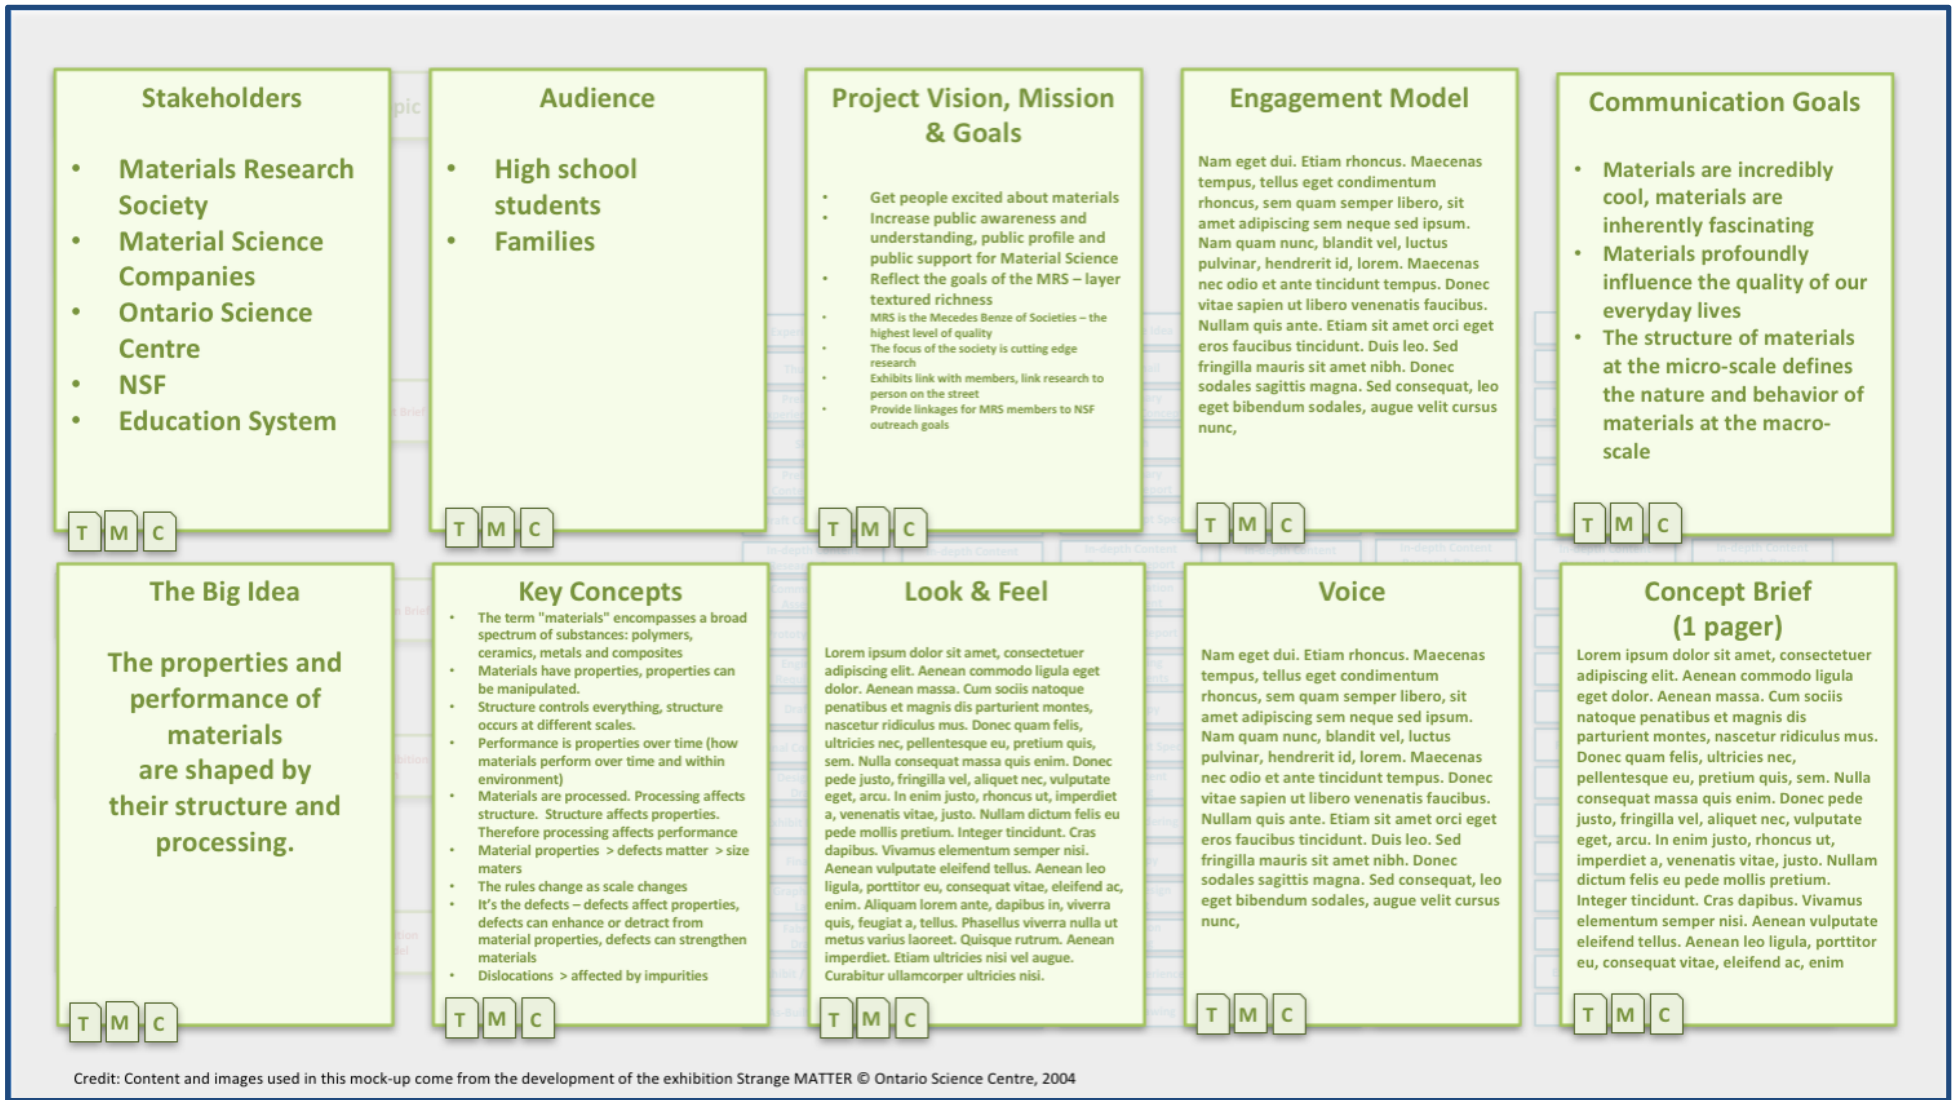 Stakeholders
• Materials Research
Society
• Material Science
Companies
• Ontario Science
Centre
• NSF
• Education System
T M C
pic
Audience
• High school
students
• Families
T M C
Project Vision, Mission
& Goals
• Get people excited about materials
• Increase public awareness and
understanding, public profile and
public support for Material Science
• Reflect the goals of the MRS – layer
textured richness
• MRS is the Mecedes Benze of Societies – the
highest level of quality
• The focus of the society is cutting edge
research
• Exhibits link with members, link research to
person on the street
• Provide linkages for MRS members to NSF
outreach goals
T M C
Engagement Model
Nam eget dui. Etiam rhoncus. Maecenas
tempus, tellus eget condimentum
rhoncus, sem quam semper libero, sit
amet adipiscing sem neque sed ipsum.
Nam quam nunc, blandit vel, luctus
pulvinar, hendrerit id, lorem. Maecenas
nec odio et ante tincidunt tempus. Donec
vitae sapien ut libero venenatis faucibus.
Nullam quis ante. Etiam sit amet orci eget
eros faucibus tincidunt. Duis leo. Sed
fringilla mauris sit amet nibh. Donec
sodales sagittis magna. Sed consequat, leo
eget bibendum sodales, augue velit cursus
nunc,
T M C
Communication Goals
• Materials are incredibly
cool, materials are
inherently fascinating
• Materials profoundly
influence the quality of our
everyday lives
• The structure of materials
at the micro-scale defines
the nature and behavior of
materials at the macro-
scale
T M C
The Big Idea
The properties and
performance of
materials
are shaped by
their structure and
processing.
T M C
Key Concepts
• The term "materials" encompasses a broad
spectrum of substances: polymers,
ceramics, metals and composites
• Materials have properties, properties can
be manipulated.
• Structure controls everything, structure
occurs at different scales.
• Performance is properties over time (how
materials perform over time and within
environment)
• Materials are processed. Processing affects
structure.  Structure affects properties.
Therefore processing affects performance
• Material properties  > defects matter  > size
maters
• The rules change as scale changes
• It’s the defects – defects affect properties,
defects can enhance or detract from
material properties, defects can strengthen
materials
• Dislocations  > affected by impurities
T M C
Look & Feel
Lorem ipsum dolor sit amet, consectetuer
adipiscing elit. Aenean commodo ligula eget
dolor. Aenean massa. Cum sociis natoque
penatibus et magnis dis parturient montes,
nascetur ridiculus mus. Donec quam felis,
ultricies nec, pellentesque eu, pretium quis,
sem. Nulla consequat massa quis enim. Donec
pede justo, fringilla vel, aliquet nec, vulputate
eget, arcu. In enim justo, rhoncus ut, imperdiet
a, venenatis vitae, justo. Nullam dictum felis eu
pede mollis pretium. Integer tincidunt. Cras
dapibus. Vivamus elementum semper nisi.
Aenean vulputate eleifend tellus. Aenean leo
ligula, porttitor eu, consequat vitae, eleifend ac,
enim. Aliquam lorem ante, dapibus in, viverra
quis, feugiat a, tellus. Phasellus viverra nulla ut
metus varius laoreet. Quisque rutrum. Aenean
imperdiet. Etiam ultricies nisi vel augue.
Curabitur ullamcorper ultricies nisi.
T M C
Voice
Nam eget dui. Etiam rhoncus. Maecenas
tempus, tellus eget condimentum
rhoncus, sem quam semper libero, sit
amet adipiscing sem neque sed ipsum.
Nam quam nunc, blandit vel, luctus
pulvinar, hendrerit id, lorem. Maecenas
nec odio et ante tincidunt tempus. Donec
vitae sapien ut libero venenatis faucibus.
Nullam quis ante. Etiam sit amet orci eget
eros faucibus tincidunt. Duis leo. Sed
fringilla mauris sit amet nibh. Donec
sodales sagittis magna. Sed consequat, leo
eget bibendum sodales, augue velit cursus
nunc,
T M C
Concept Brief
(1 pager)
Lorem ipsum dolor sit amet, consectetuer
adipiscing elit. Aenean commodo ligula
eget dolor. Aenean massa. Cum sociis
natoque penatibus et magnis dis
parturient montes, nascetur ridiculus mus.
Donec quam felis, ultricies nec,
pellentesque eu, pretium quis, sem. Nulla
consequat massa quis enim. Donec pede
justo, fringilla vel, aliquet nec, vulputate
eget, arcu. In enim justo, rhoncus ut,
imperdiet a, venenatis vitae, justo. Nullam
dictum felis eu pede mollis pretium.
Integer tincidunt. Cras dapibus. Vivamus
elementum semper nisi. Aenean vulputate
eleifend tellus. Aenean leo ligula, porttitor
eu, consequat vitae, eleifend ac, enim
T M C
Credit: Content and images used in this mock-up come from the development of the exhibition Strange MATTER © Ontario Science Centre, 2004